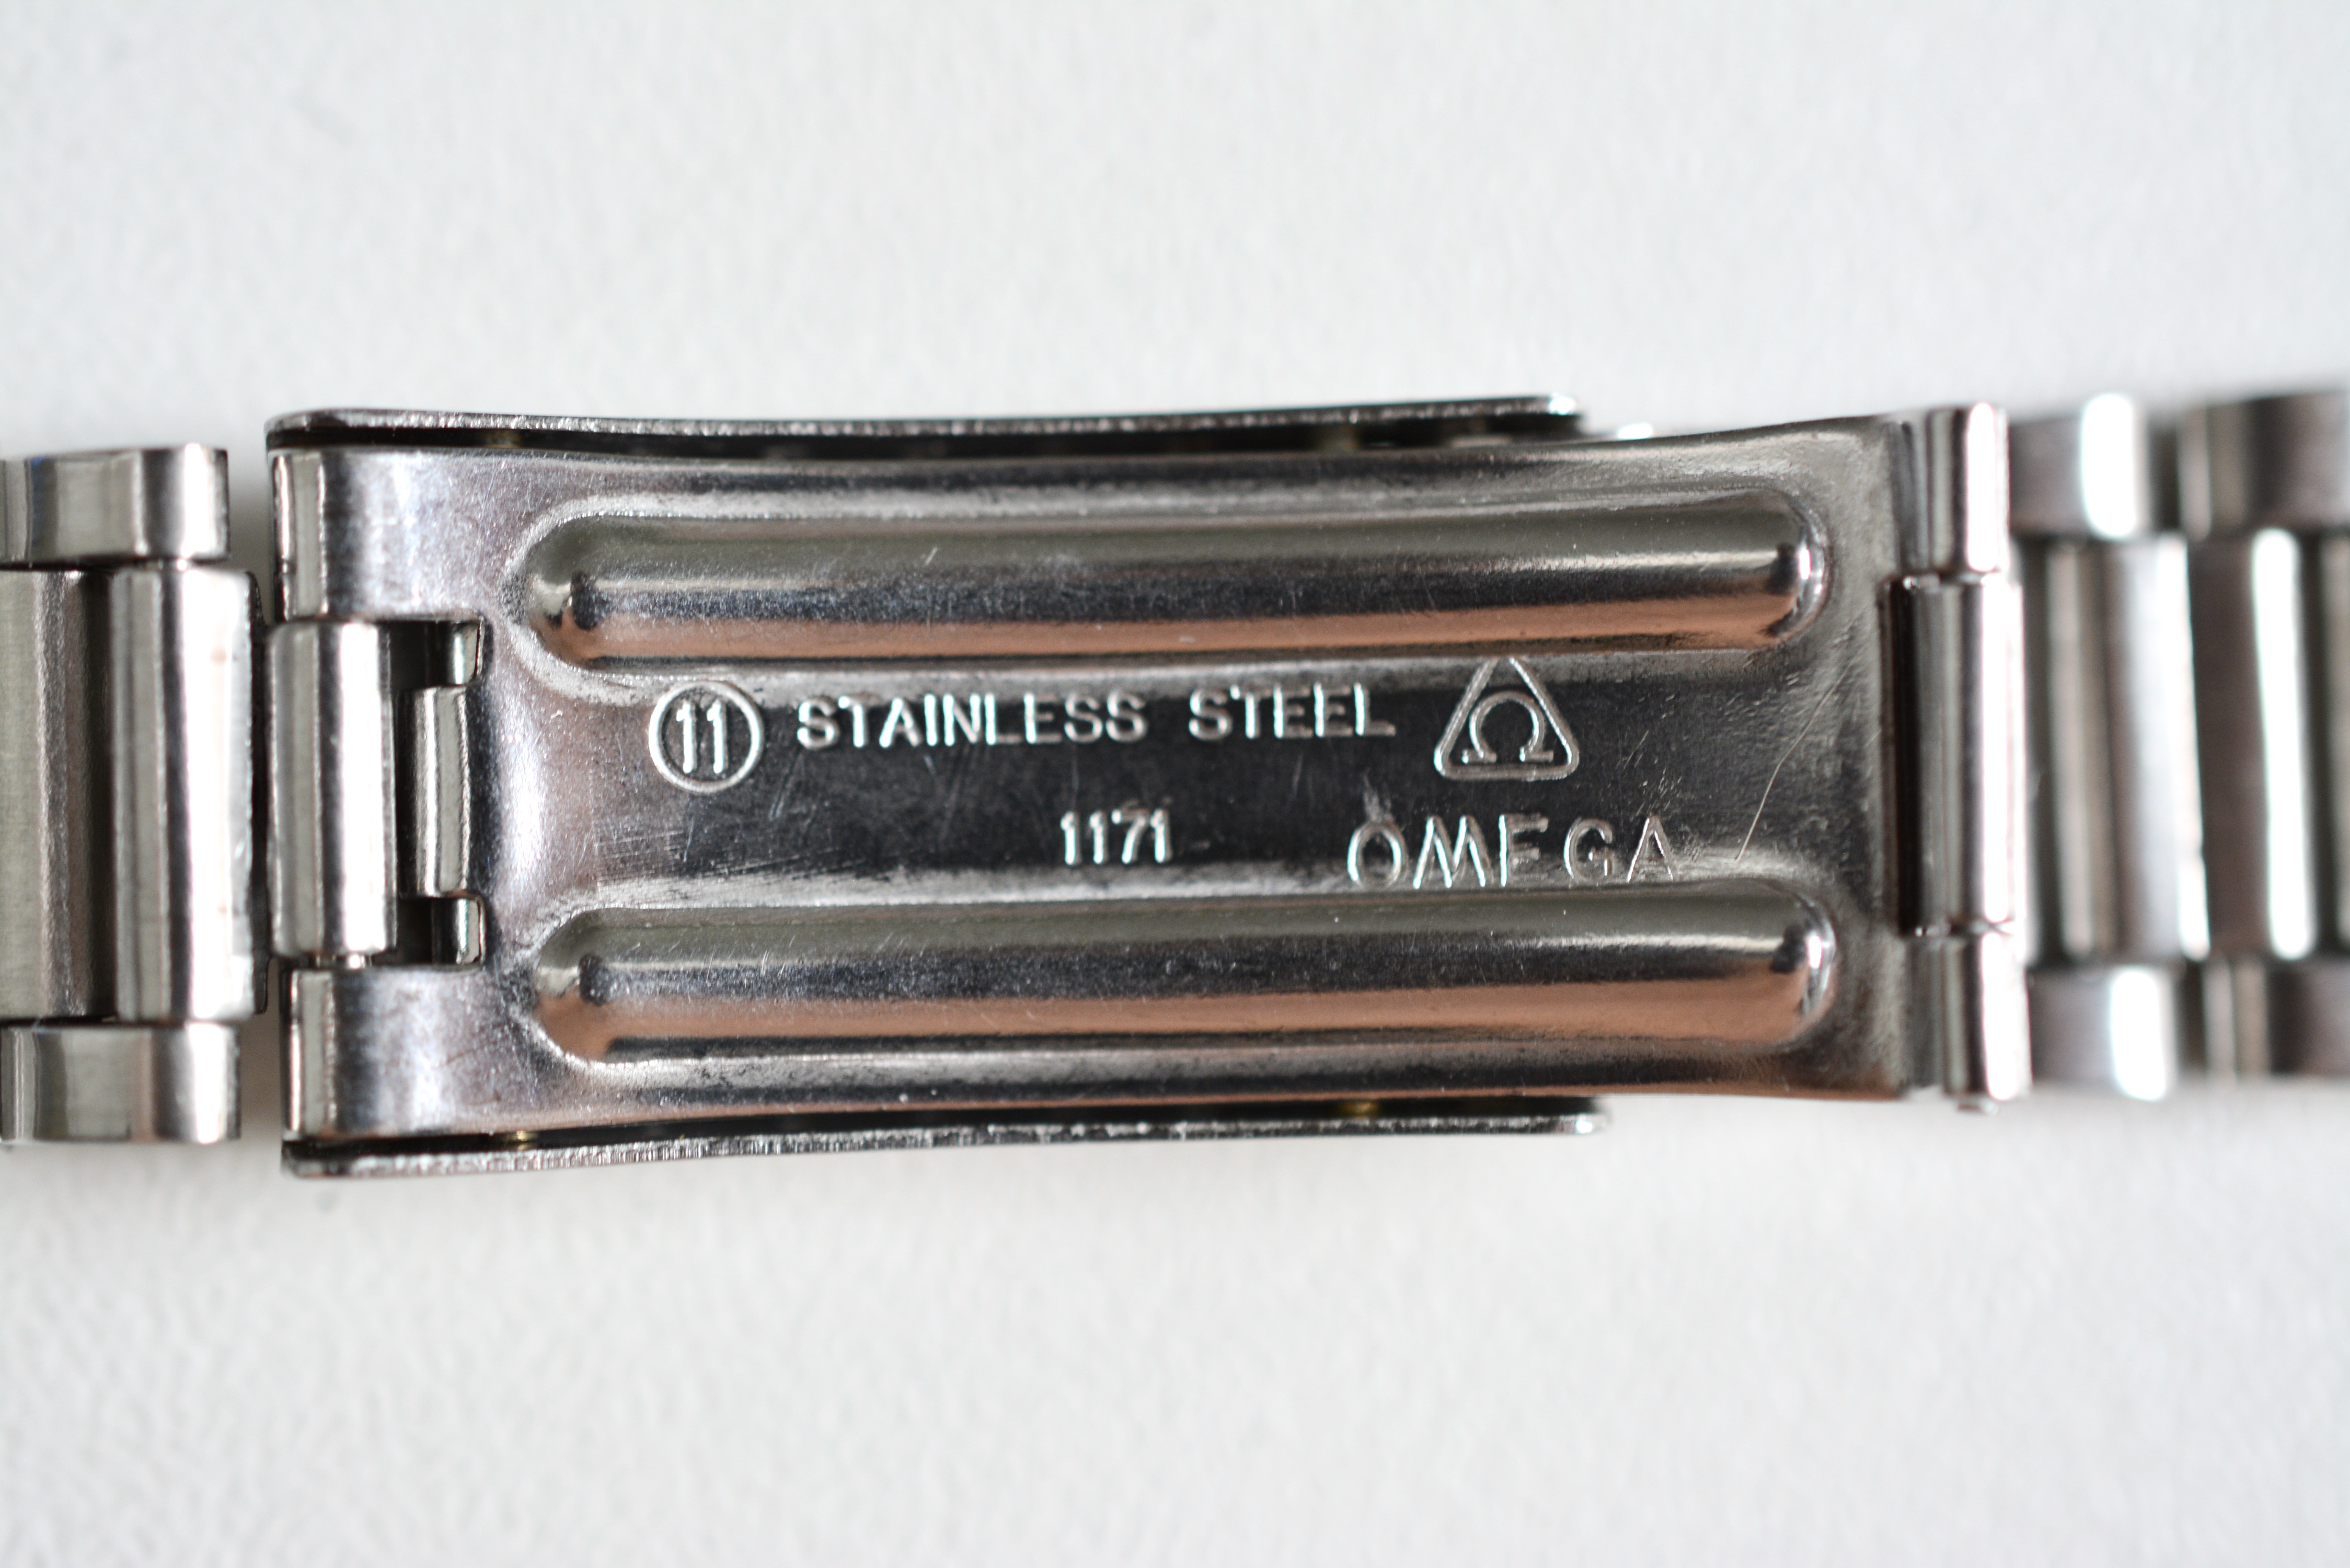 ⑪ STAINLESS STEEL Ω
1171 OMEGA